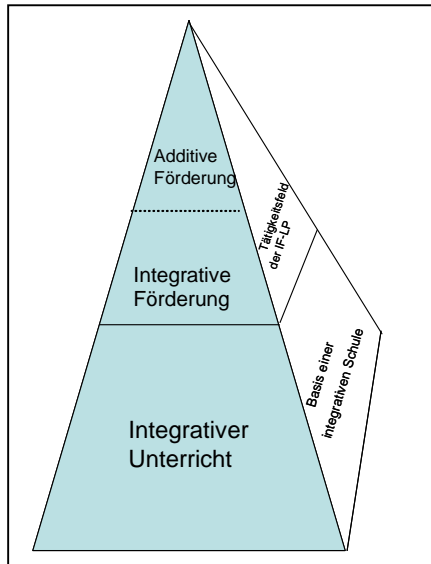 Additive
Förderung
Tätigkeitsfeld
der IF-LP
Integrative
Förderung
Basis einer
integrativen Schule
Integrativer
Unterricht